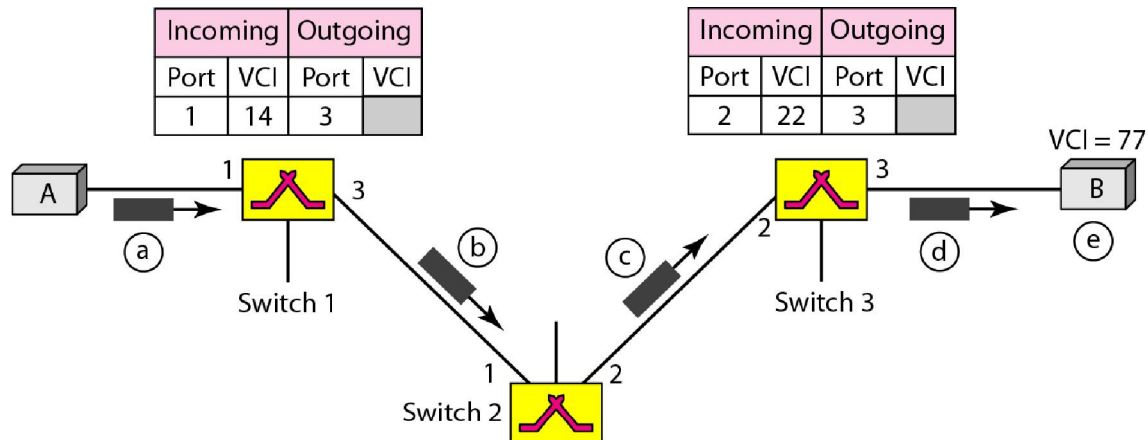 Incoming Outgoing
Port VCI Port VCI
1 14 3
Incoming Outgoing
Port VCI Port VCI
2 22 3
VCI = 77
A
1
3
3
B
a
b
c
2
d
e
Switch 1
Switch 3
1
2
Switch 2